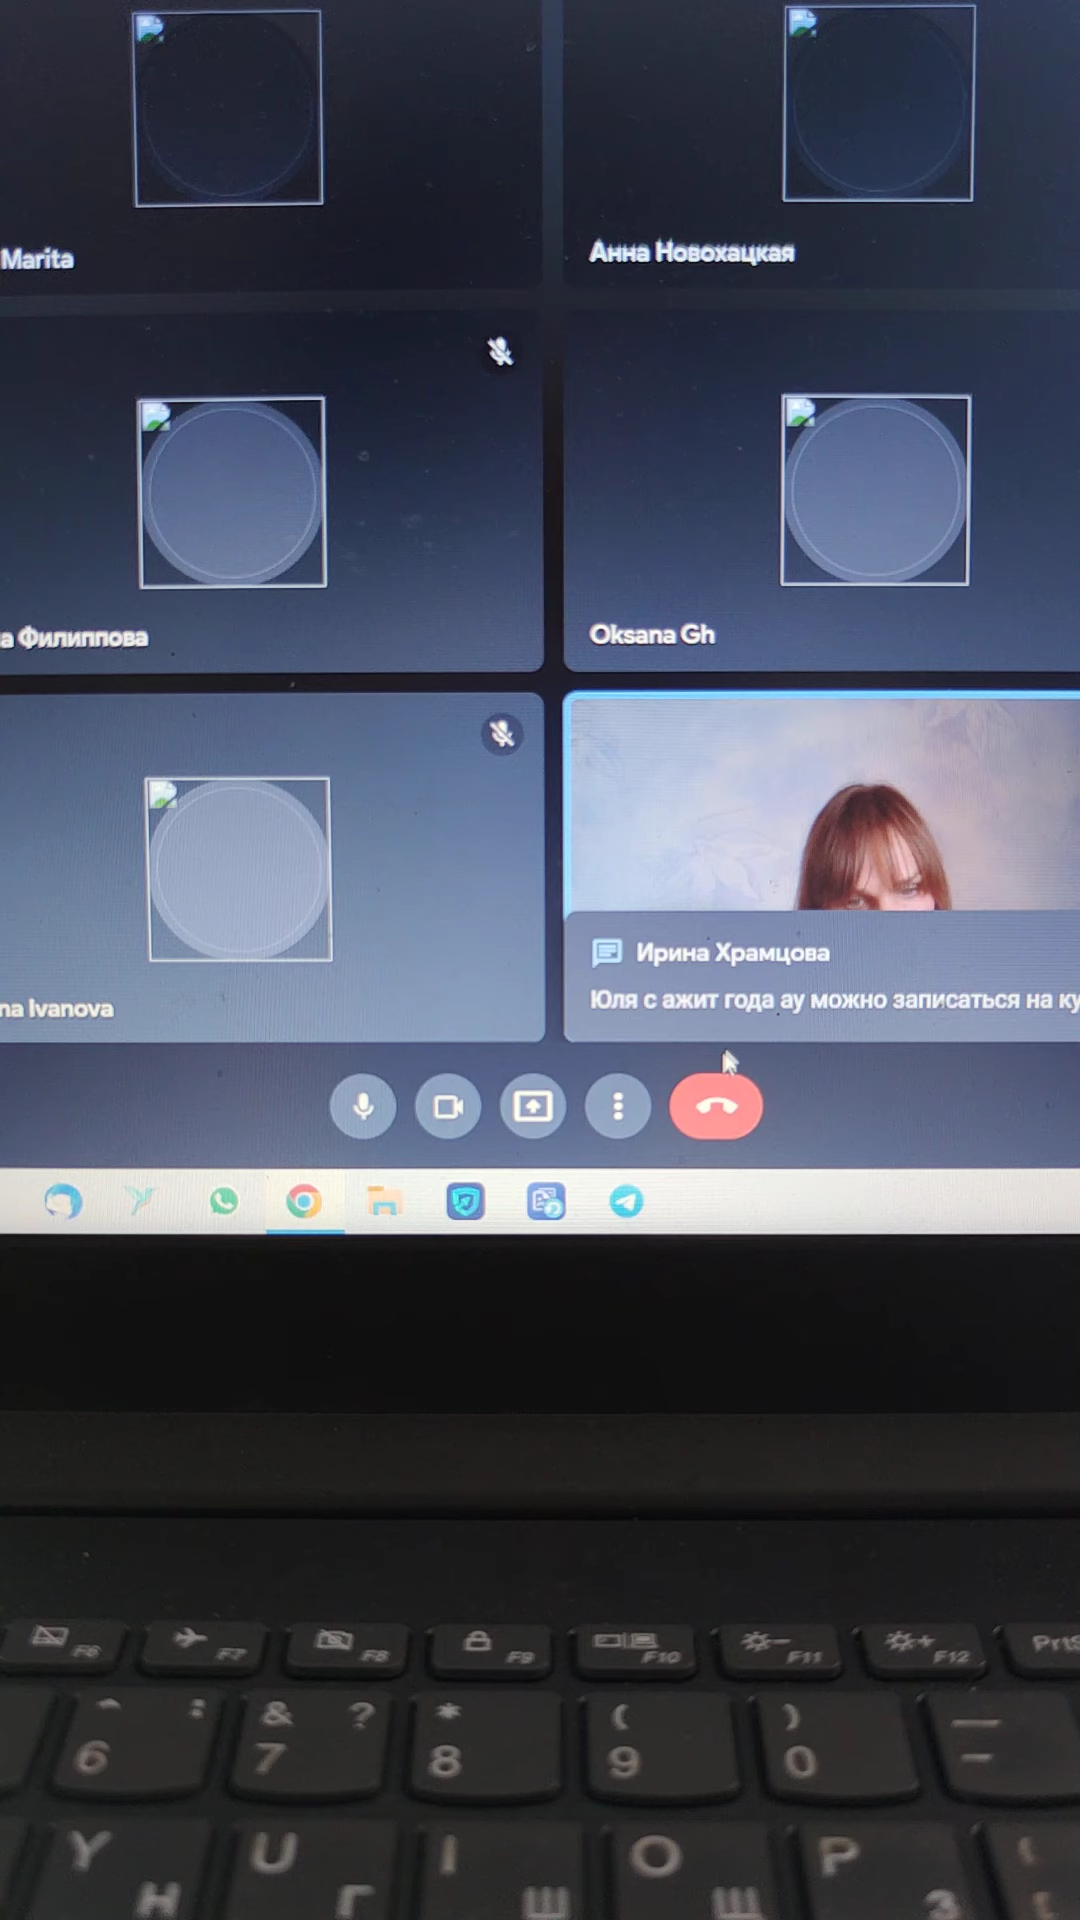 Marita
Анна Новохацкая
а Филиппова
Oksana Gh
na Ivanova
Ирина Храмцова
Юля с ажит года ау можно записаться на ку
F6 F7 F8 F9 F10 F11 F12 PrtS
^ : & ? * ( ) —
6 7 8 9 0 -
Y U I O P
Н Г Ш Щ З